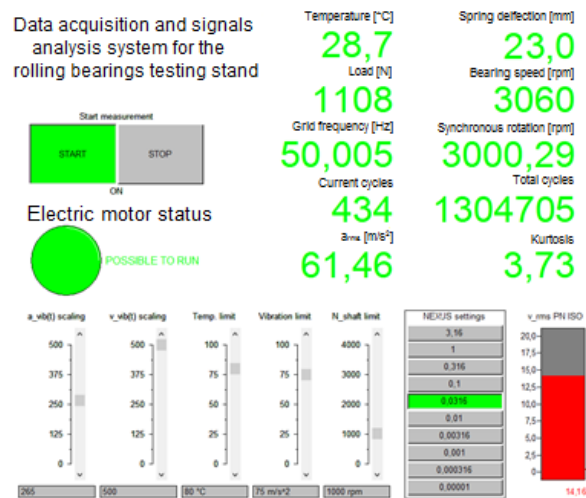 Data acquisition and signals
analysis system for the
rolling bearings testing stand
Temperature [°C]
28,7
Spring delfection [mm]
23,0
Load [N]
1108
Bearing speed [rpm]
3060
Grid frequency [Hz]
50,005
Synchronous rotation [rpm]
3000,29
Current cycles
434
Total cycles
1304705
arms [m/s²]
61,46
Kurtosis
3,73
Start measurement
START
STOP
ON
Electric motor status
POSSIBLE TO RUN
a_vib(t) scaling
500
375
250
125
0
265
v_vib(t) scaling
500
375
250
125
0
500
Temp. limit
100
75
50
25
0
80 °C
Vibration limit
100
75
50
25
0
75 m/s^2
N_shaft limit
4000
3000
2000
1000
0
1000 rpm
NEXUS settings
3,16
1
0,316
0,1
0,0316
0,01
0,00316
0,001
0,000316
0,00001
v_rms PN ISO
20,0
17,5
15,0
12,5
10,0
7,5
5,0
2,5
0
14,15